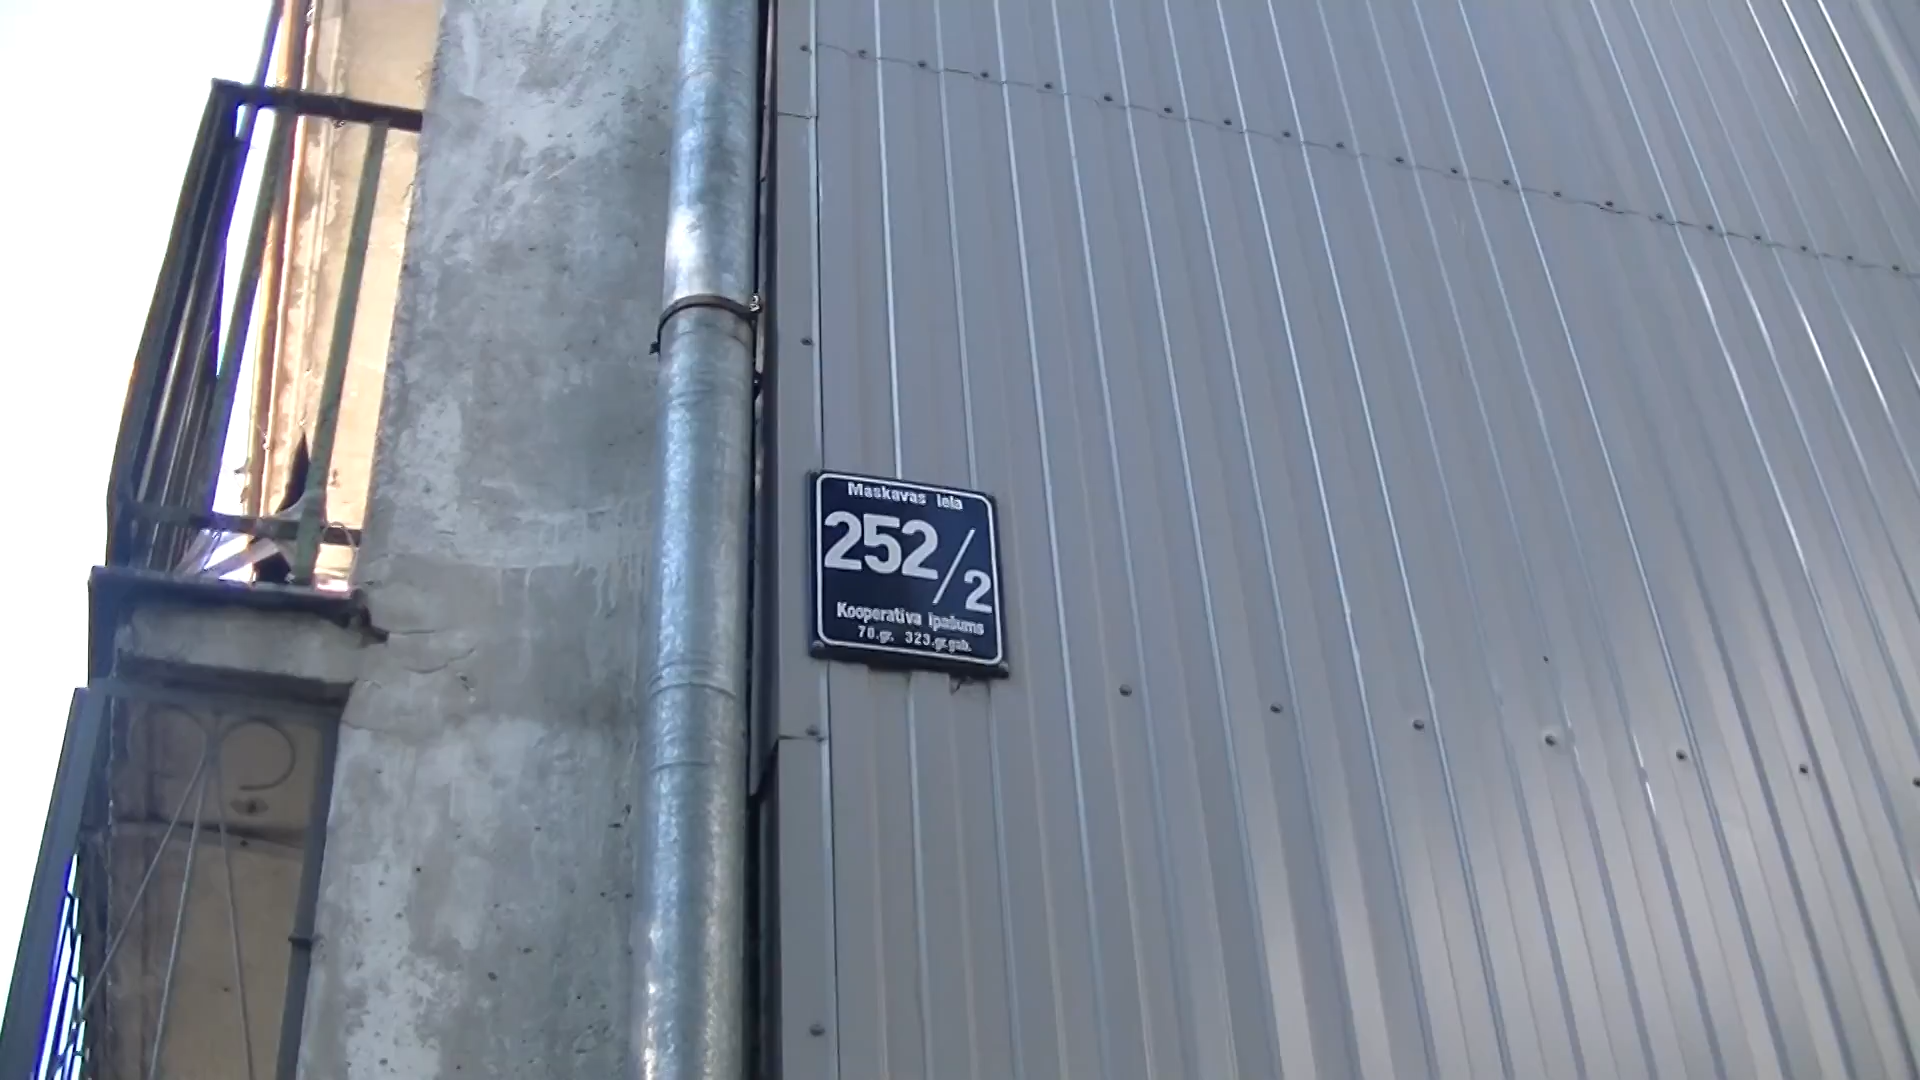 Maskavas iela
252/2
Kooperatīva īpašums
70.gr. 323.gr.gab.